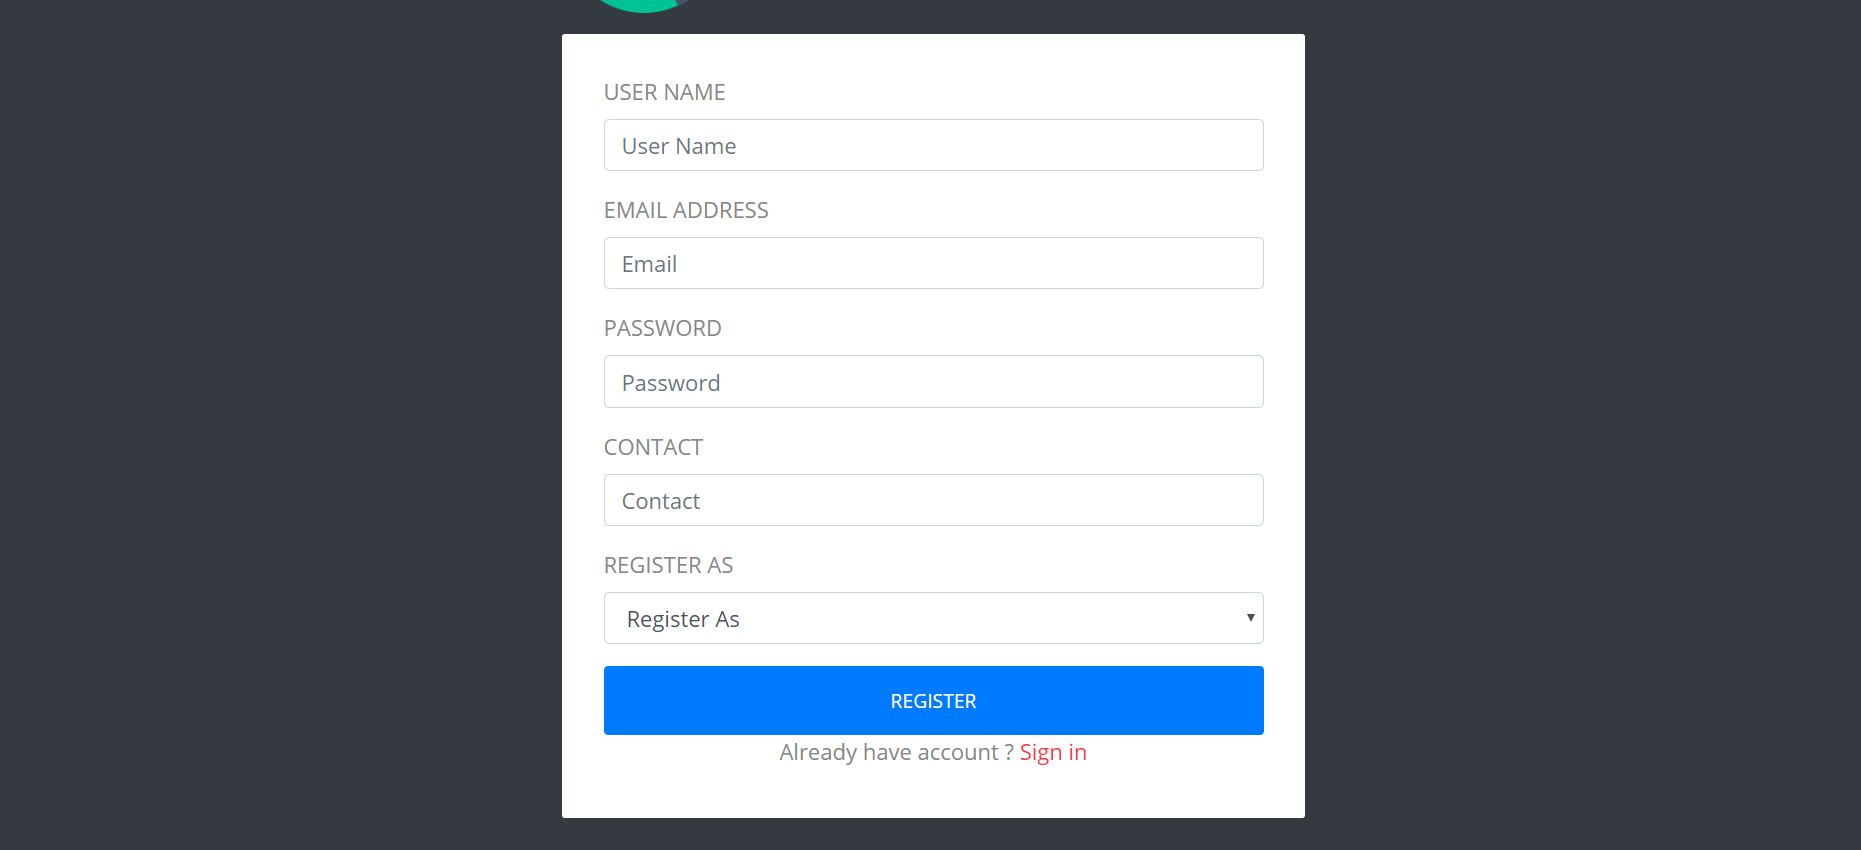 USER NAME
User Name
EMAIL ADDRESS
Email
PASSWORD
Password
CONTACT
Contact
REGISTER AS
Register As
REGISTER
Already have account ? Sign in